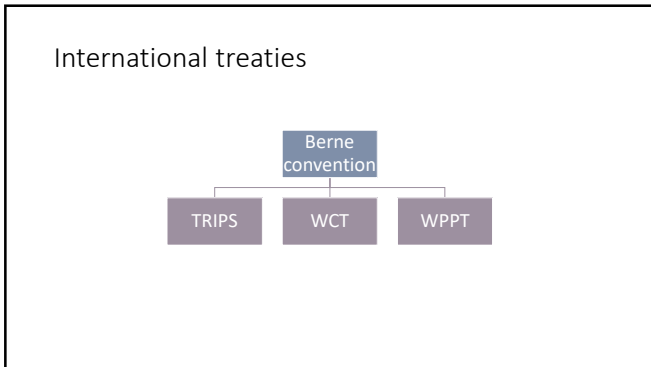 International treaties
Berne
convention
TRIPS
WCT
WPPT